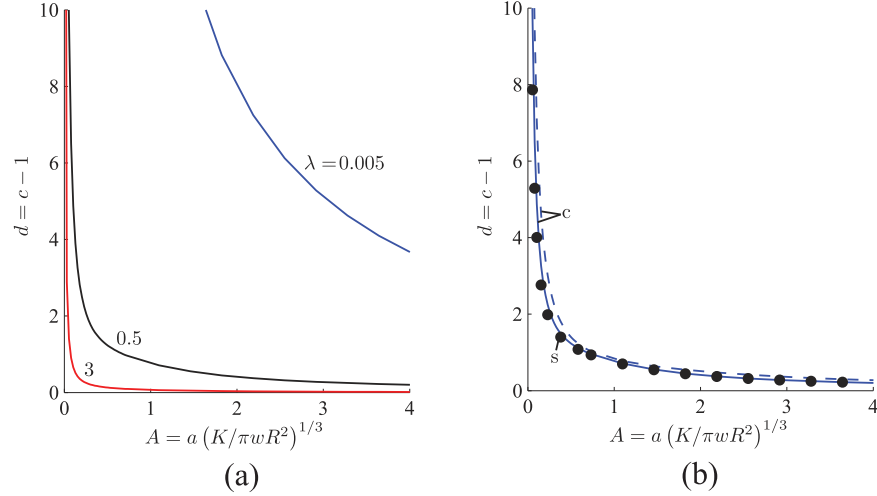 10
8
6
4
2
0
d = c − 1
λ = 0.005
0.5
3
0 1 2 3 4
A = a (K/πwR²)^{1/3}
(a)
10
8
6
4
2
0
d = c − 1
c
s
0 1 2 3 4
A = a (K/πwR²)^{1/3}
(b)